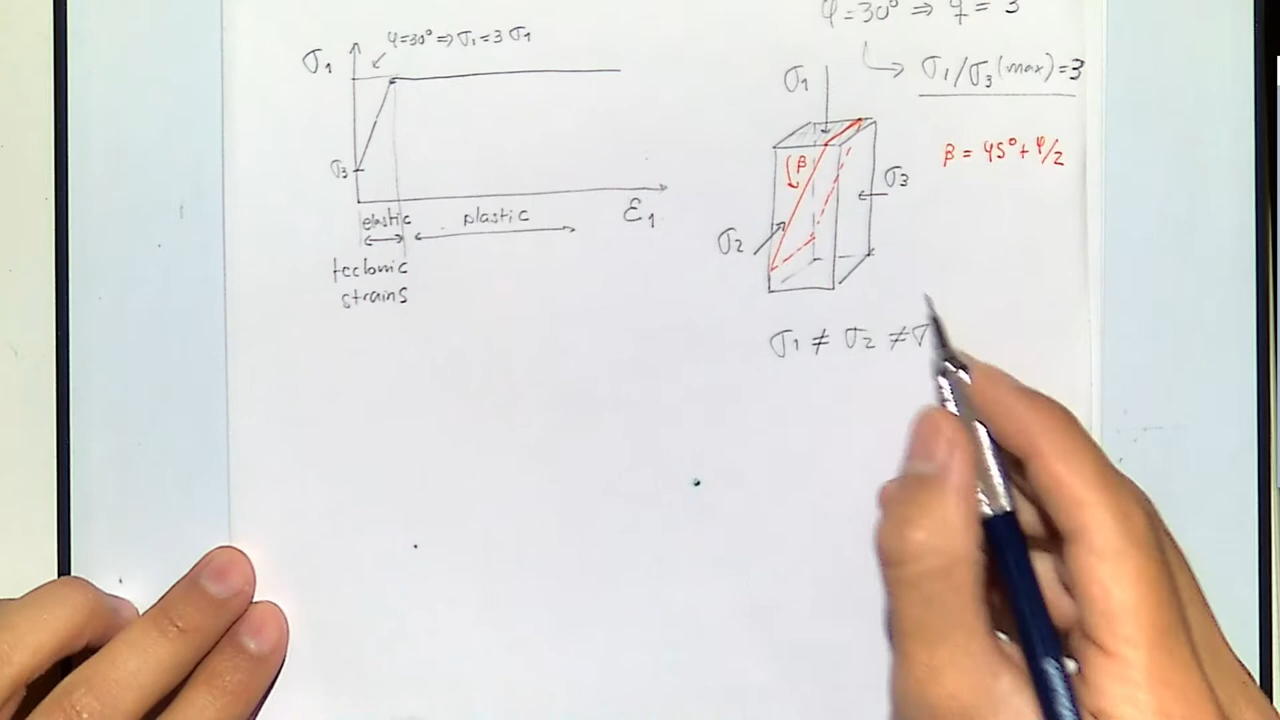 φ=30° ⇒ q = 3
φ=30° ⇒ σ1=3 σ1
σ1
σ1/σ3 (max) = 3
σ1
β = 45° + φ/2
β
σ3
σ3
elastic
plastic
ε1
σ2
tectonic
strains
σ1 ≠ σ2 ≠ σ